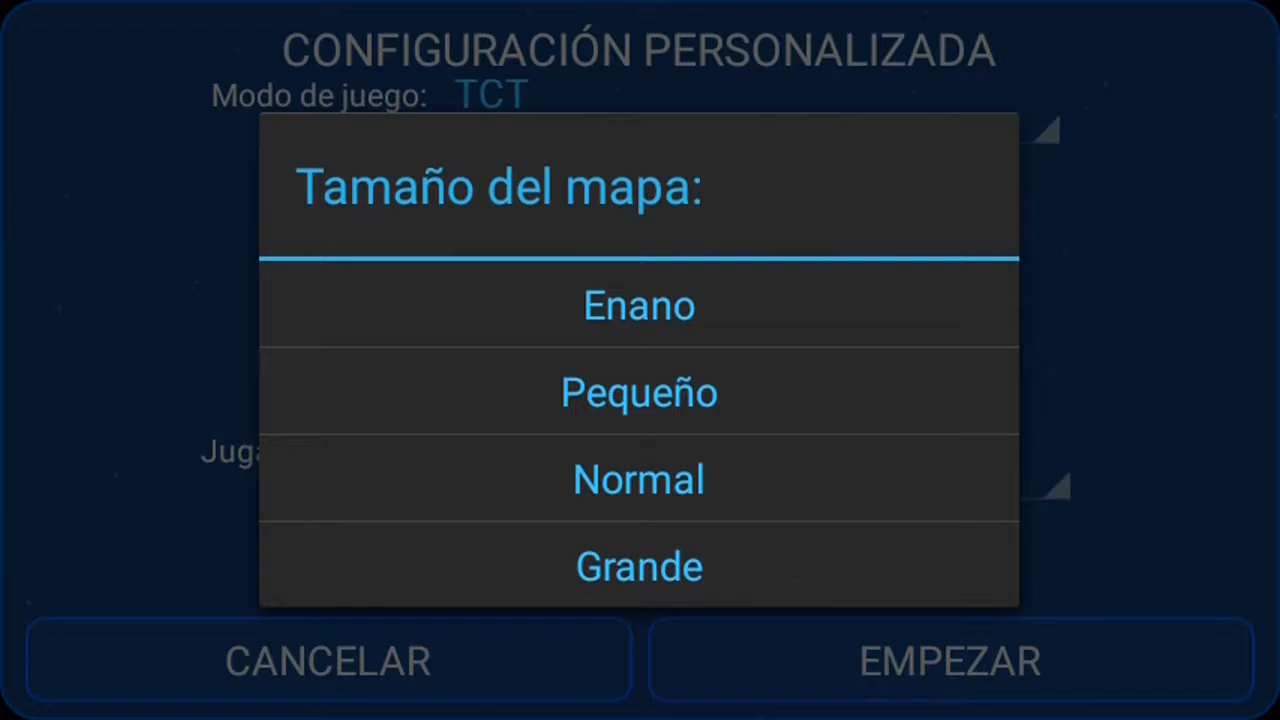 CONFIGURACIÓN PERSONALIZADA
Modo de juego: TCT
Tamaño del mapa:
Enano
Pequeño
Normal
Grande
CANCELAR EMPEZAR